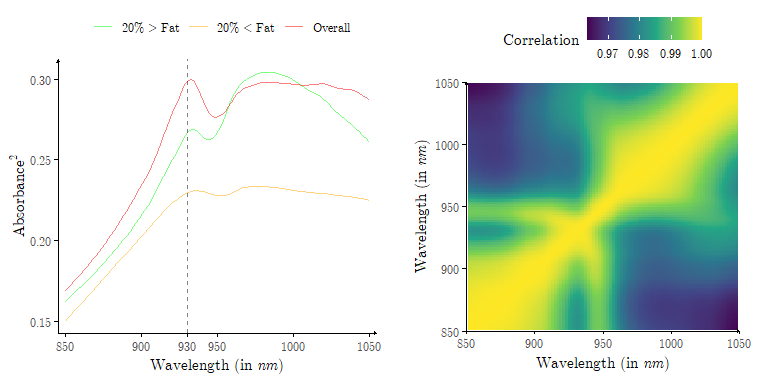 20% > Fat 20% < Fat Overall
Absorbance²
0.30
0.25
0.20
0.15
850 900 930 950 1000 1050
Wavelength (in nm)
Correlation
0.97 0.98 0.99 1.00
Wavelength (in nm)
1050
1000
950
900
850
850 900 950 1000 1050
Wavelength (in nm)